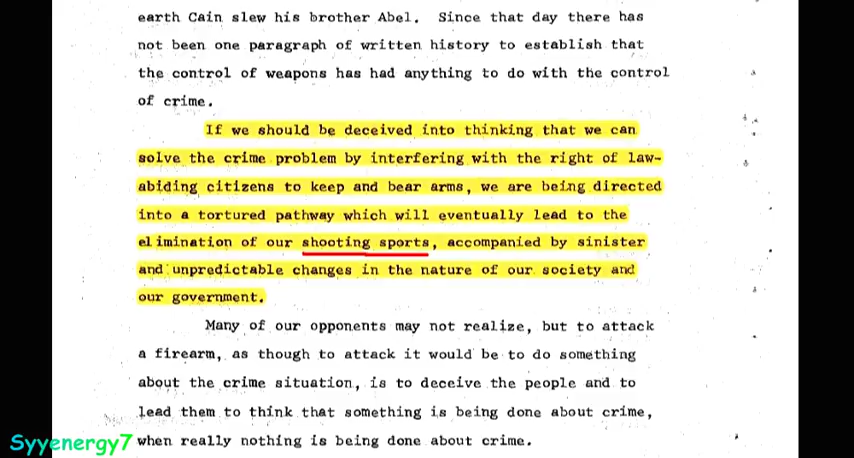 earth Cain slew his brother Abel. Since that day there has
not been one paragraph of written history to establish that
the control of weapons has had anything to do with the control
of crime.
If we should be deceived into thinking that we can
solve the crime problem by interfering with the right of law-
abiding citizens to keep and bear arms, we are being directed
into a tortured pathway which will eventually lead to the
elimination of our shooting sports, accompanied by sinister
and unpredictable changes in the nature of our society and
our government.
Many of our opponents may not realize, but to attack
a firearm, as though to attack it would be to do something
about the crime situation, is to deceive the people and to
lead them to think that something is being done about crime,
when really nothing is being done about crime.
Syyenergy7